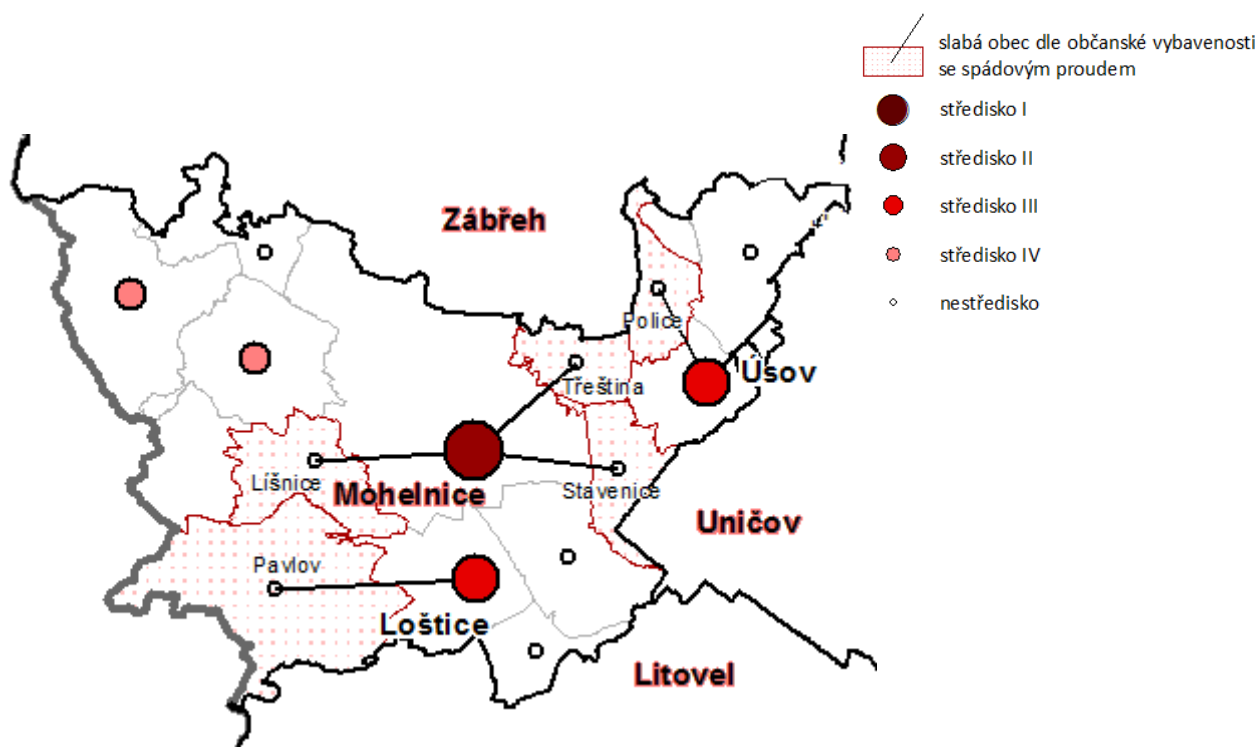 slabá obec dle občanské vybavenosti
se spádovým proudem
středisko I
středisko II
středisko III
středisko IV
nestředisko
Zábřeh
Police
Úsov
Třeština
Líšnice
Mohelnice
Stavenice
Uničov
Pavlov
Loštice
Litovel